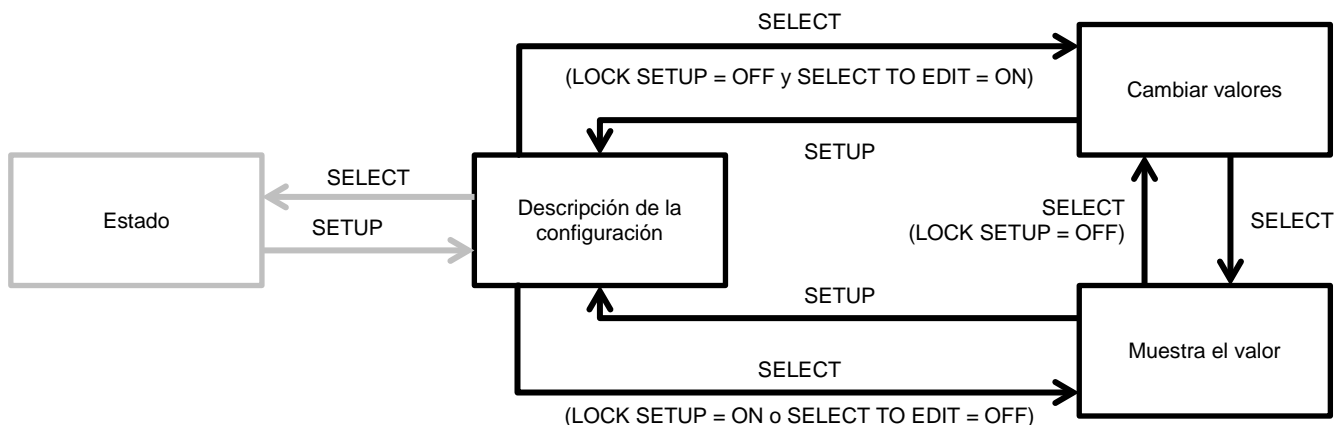 SELECT
(LOCK SETUP = OFF y SELECT TO EDIT = ON)
Cambiar valores
SETUP
SELECT
Estado
Descripción de la
configuración
SETUP
SELECT
(LOCK SETUP = OFF)
SELECT
SETUP
Muestra el valor
SELECT
(LOCK SETUP = ON o SELECT TO EDIT = OFF)